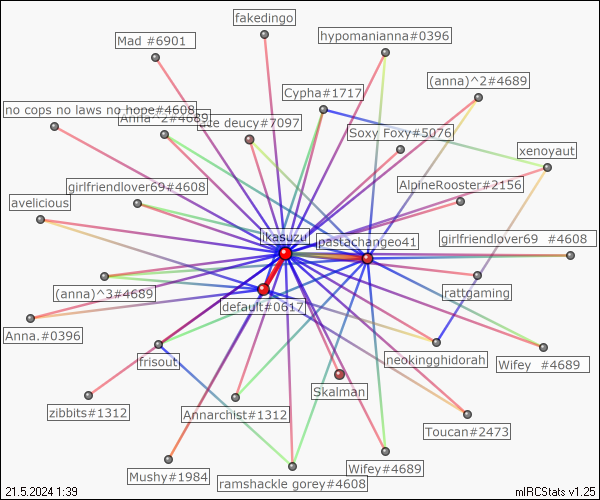 fakedingo
Mad #6901
hypomanianna#0396
(anna)^2#4689
Cypha#1717
no cops no laws no hope#4608
Anna^2#4689
deucy#7097
Soxy Foxy#5076
xenoyaut
girlfriendlover69#4608
AlpineRooster#2156
avelicious
ikasuzu
pastachangeo41
girlfriendlover69 #4608
(anna)^3#4689
rattgaming
default#0617
Anna.#0396
frisout
neokingghidorah
Wifey #4689
Skalman
zibbits#1312
Annarchist#1312
Toucan#2473
Mushy#1984
ramshackle gorey#4608
Wifey#4689
21.5.2024 1:39
mIRCStats v1.25